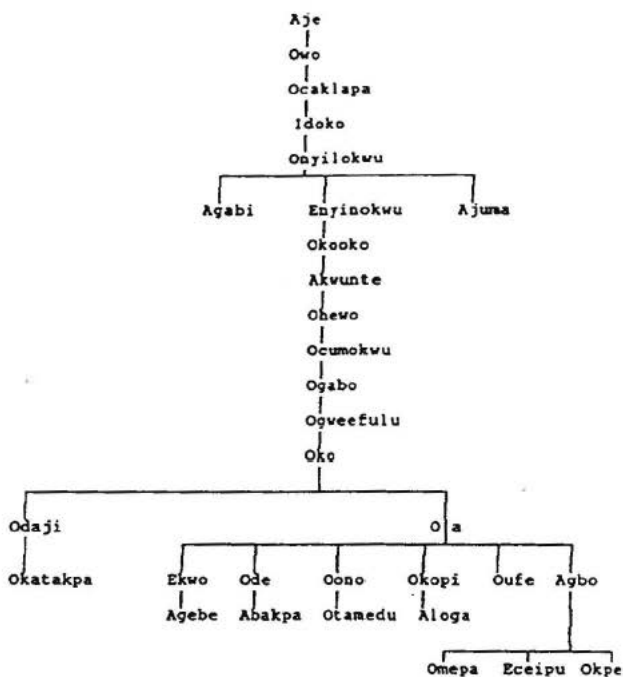 Aje
Owo
Ocaklapa
Idoko
Onyilokwu
Agabi Enyinokwu Ajuma
Okooko
Akwunte
Ohewo
Ocumokwu
Ogabo
Ogweefulu
Oko
Odaji O a
Okatakpa Ekwo Ode Oono Okopi Oufe Agbo
Agebe Abakpa Otamedu Aloga
Omepa Eceipu Okpe